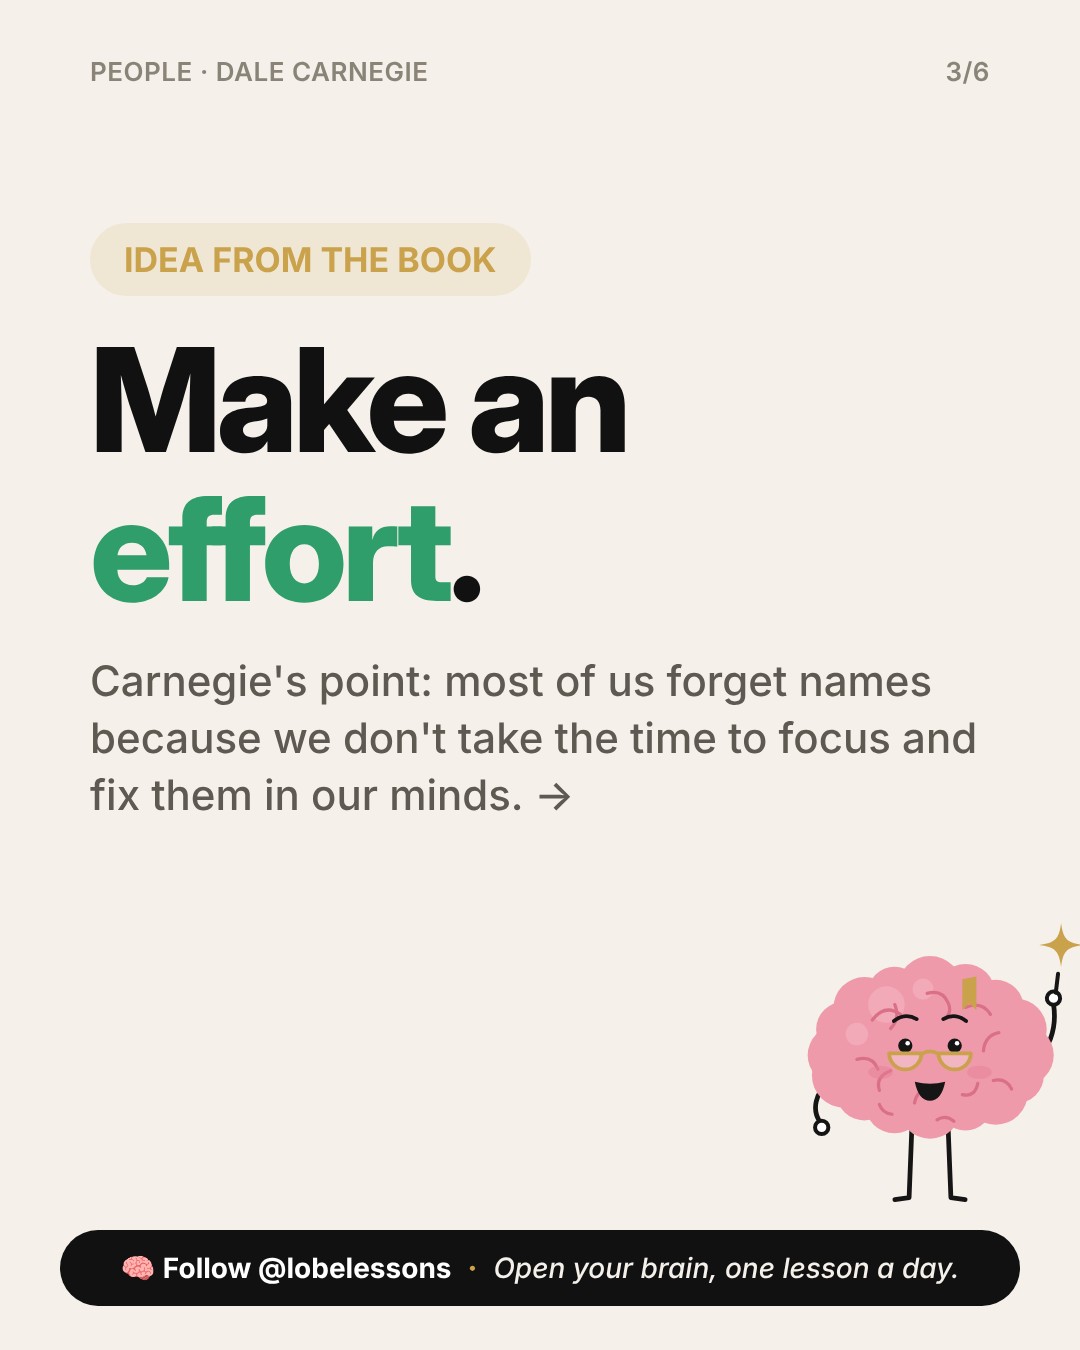 PEOPLE · DALE CARNEGIE
3/6
IDEA FROM THE BOOK
Make an
effort.
Carnegie's point: most of us forget names
because we don't take the time to focus and
fix them in our minds. →
🧠 Follow @lobelessons · Open your brain, one lesson a day.